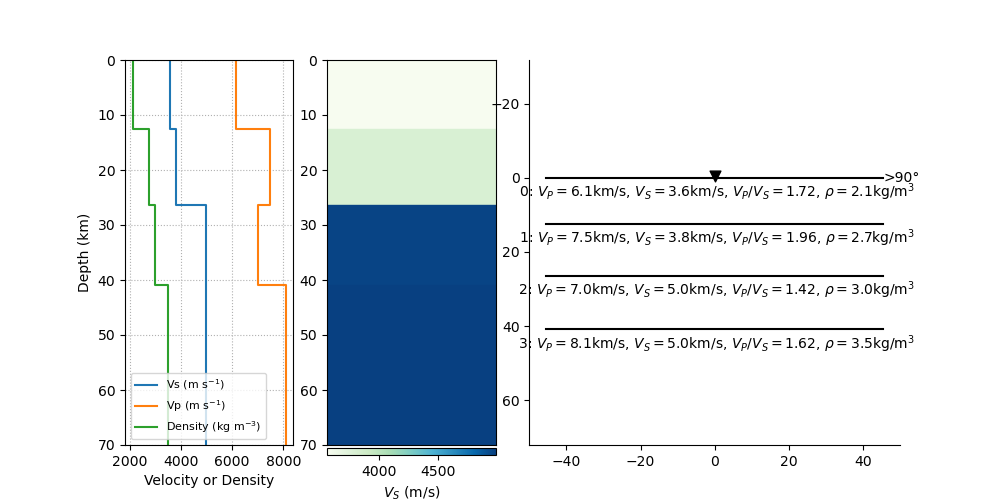 0
10
20
30
40
50
60
70
Depth (km)
2000 4000 6000 8000
Velocity or Density
Vs (m s⁻¹)
Vp (m s⁻¹)
Density (kg m⁻³)
0
10
20
30
40
50
60
70
4000 4500
V_S (m/s)
−20
0
20
40
60
>90°
0: V_P = 6.1km/s, V_S = 3.6km/s, V_P/V_S = 1.72, ρ = 2.1kg/m³
1: V_P = 7.5km/s, V_S = 3.8km/s, V_P/V_S = 1.96, ρ = 2.7kg/m³
2: V_P = 7.0km/s, V_S = 5.0km/s, V_P/V_S = 1.42, ρ = 3.0kg/m³
3: V_P = 8.1km/s, V_S = 5.0km/s, V_P/V_S = 1.62, ρ = 3.5kg/m³
−40 −20 0 20 40